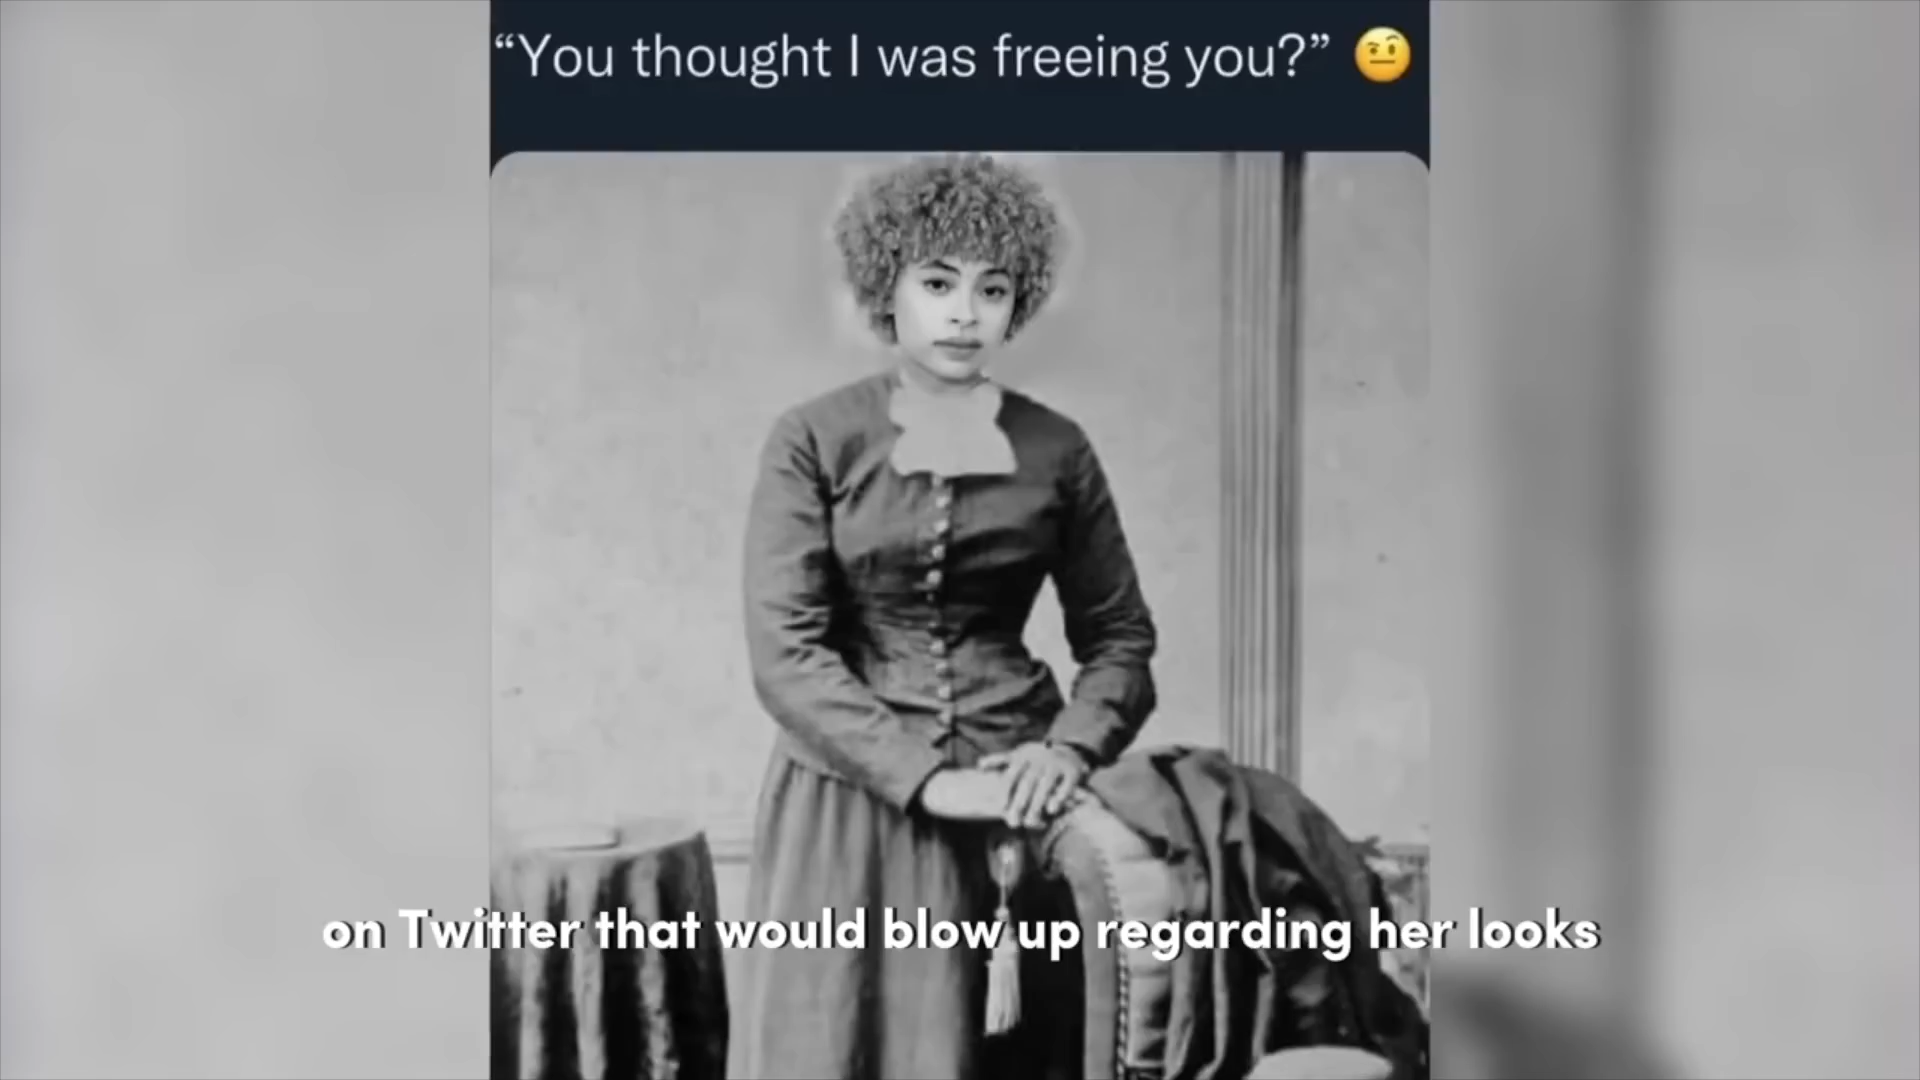 “You thought I was freeing you?” 🤨
on Twitter that would blow up regarding her looks